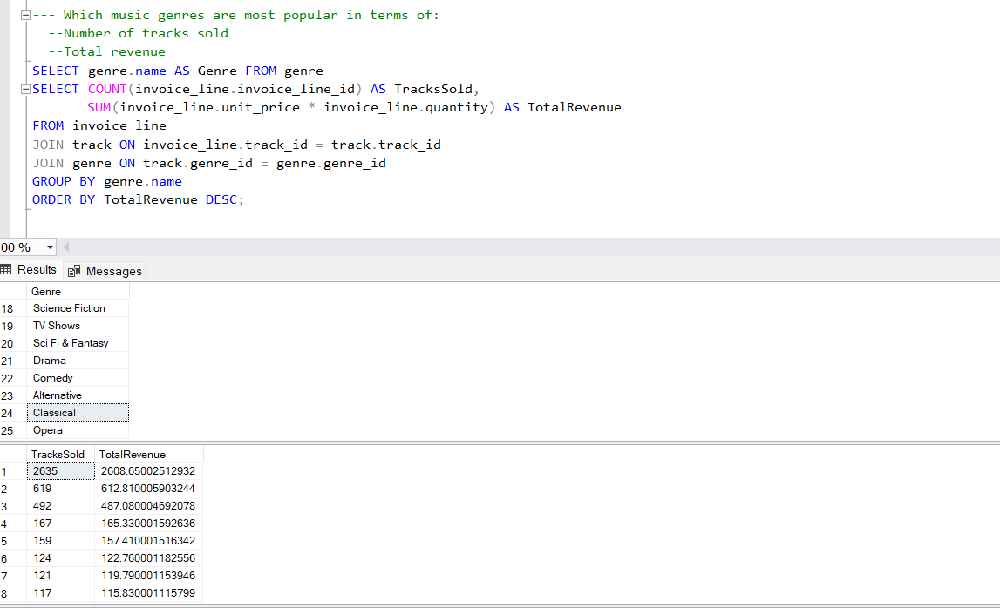 --- Which music genres are most popular in terms of:
--Number of tracks sold
--Total revenue
SELECT genre.name AS Genre FROM genre
SELECT COUNT(invoice_line.invoice_line_id) AS TracksSold,
SUM(invoice_line.unit_price * invoice_line.quantity) AS TotalRevenue
FROM invoice_line
JOIN track ON invoice_line.track_id = track.track_id
JOIN genre ON track.genre_id = genre.genre_id
GROUP BY genre.name
ORDER BY TotalRevenue DESC;
00 %
Results Messages
Genre
18 Science Fiction
19 TV Shows
20 Sci Fi & Fantasy
21 Drama
22 Comedy
23 Alternative
24 Classical
25 Opera
TracksSold TotalRevenue
1 2635 2608.65002512932
2 619 612.810005903244
3 492 487.080004692078
4 167 165.330001592636
5 159 157.410001516342
6 124 122.760001182556
7 121 119.790001153946
8 117 115.830001115799